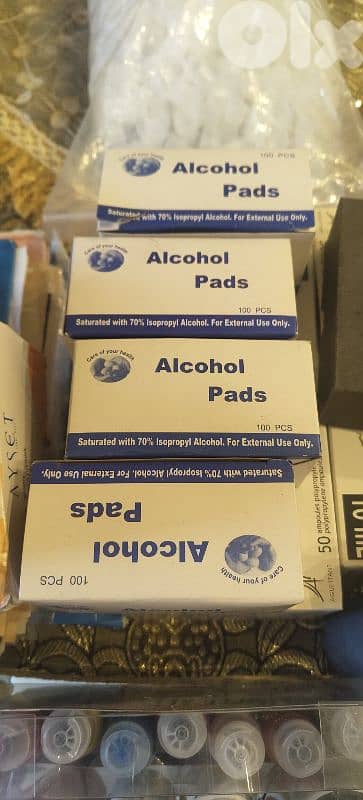 Olx
Care of your health
100 PCS
Alcohol
Pads
Saturated with 70% Isopropyl Alcohol. For External Use Only.
Care of your health
Alcohol
Pads
100 PCS
Saturated with 70% Isopropyl Alcohol. For External Use Only.
Care of your health
Alcohol
Pads
100 PCS
Saturated with 70% Isopropyl Alcohol. For External Use Only.
Care of your health
Alcohol
Pads
100 PCS
Saturated with 70% Isopropyl Alcohol. For External Use Only.
50